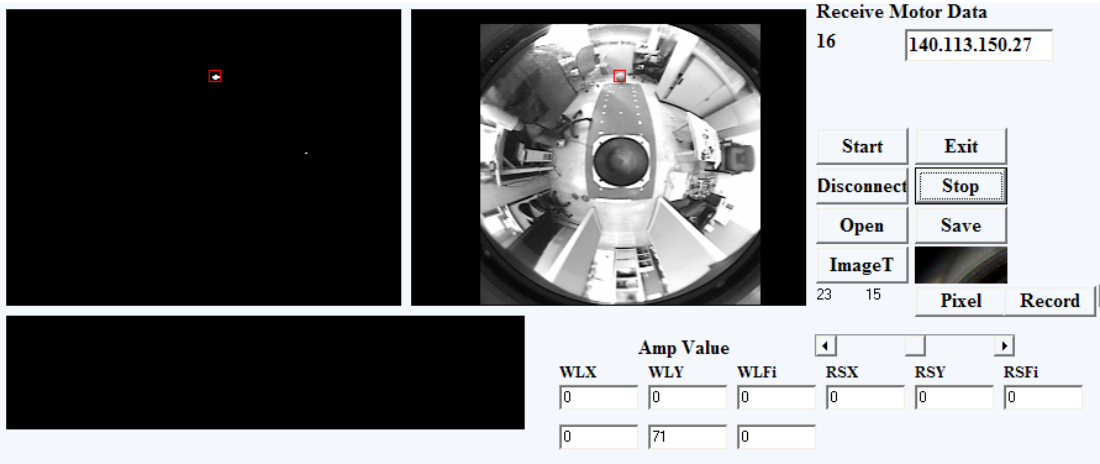 Receive Motor Data
16 140.113.150.27
Start Exit
Disconnect Stop
Open Save
ImageT
23 15 Pixel Record
Amp Value
WLX WLY WLFi RSX RSY RSFi
0 0 0 0 0 0
0 71 0